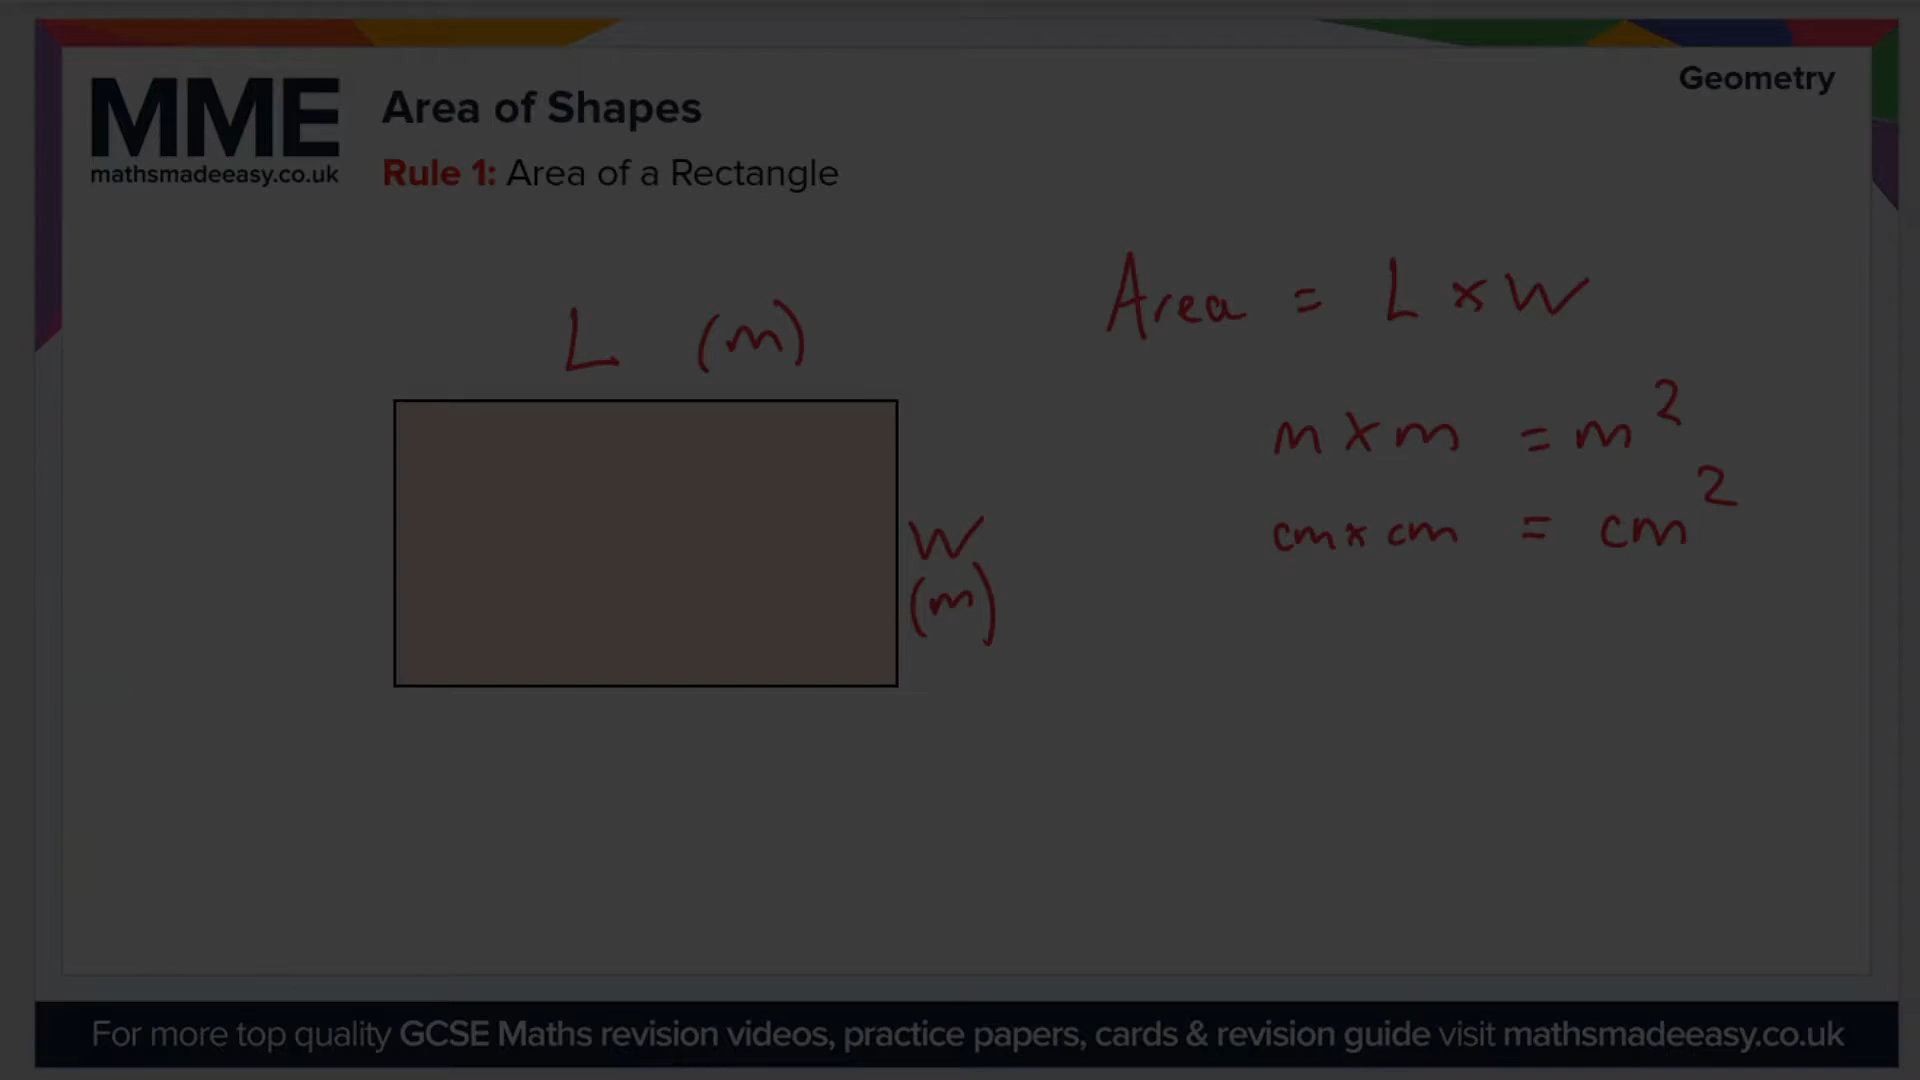 MME
mathsmadeeasy.co.uk
Area of Shapes
Rule 1: Area of a Rectangle
Geometry
Area = L × W
L (m)
m × m = m²
cm × cm = cm²
W
(m)
For more top quality GCSE Maths revision videos, practice papers, cards & revision guide visit mathsmadeeasy.co.uk